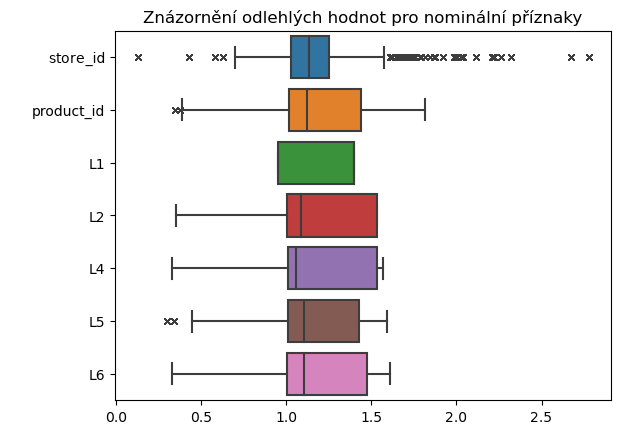 Znázornění odlehlých hodnot pro nominální příznaky
store_id
product_id
L1
L2
L4
L5
L6
0.0 0.5 1.0 1.5 2.0 2.5